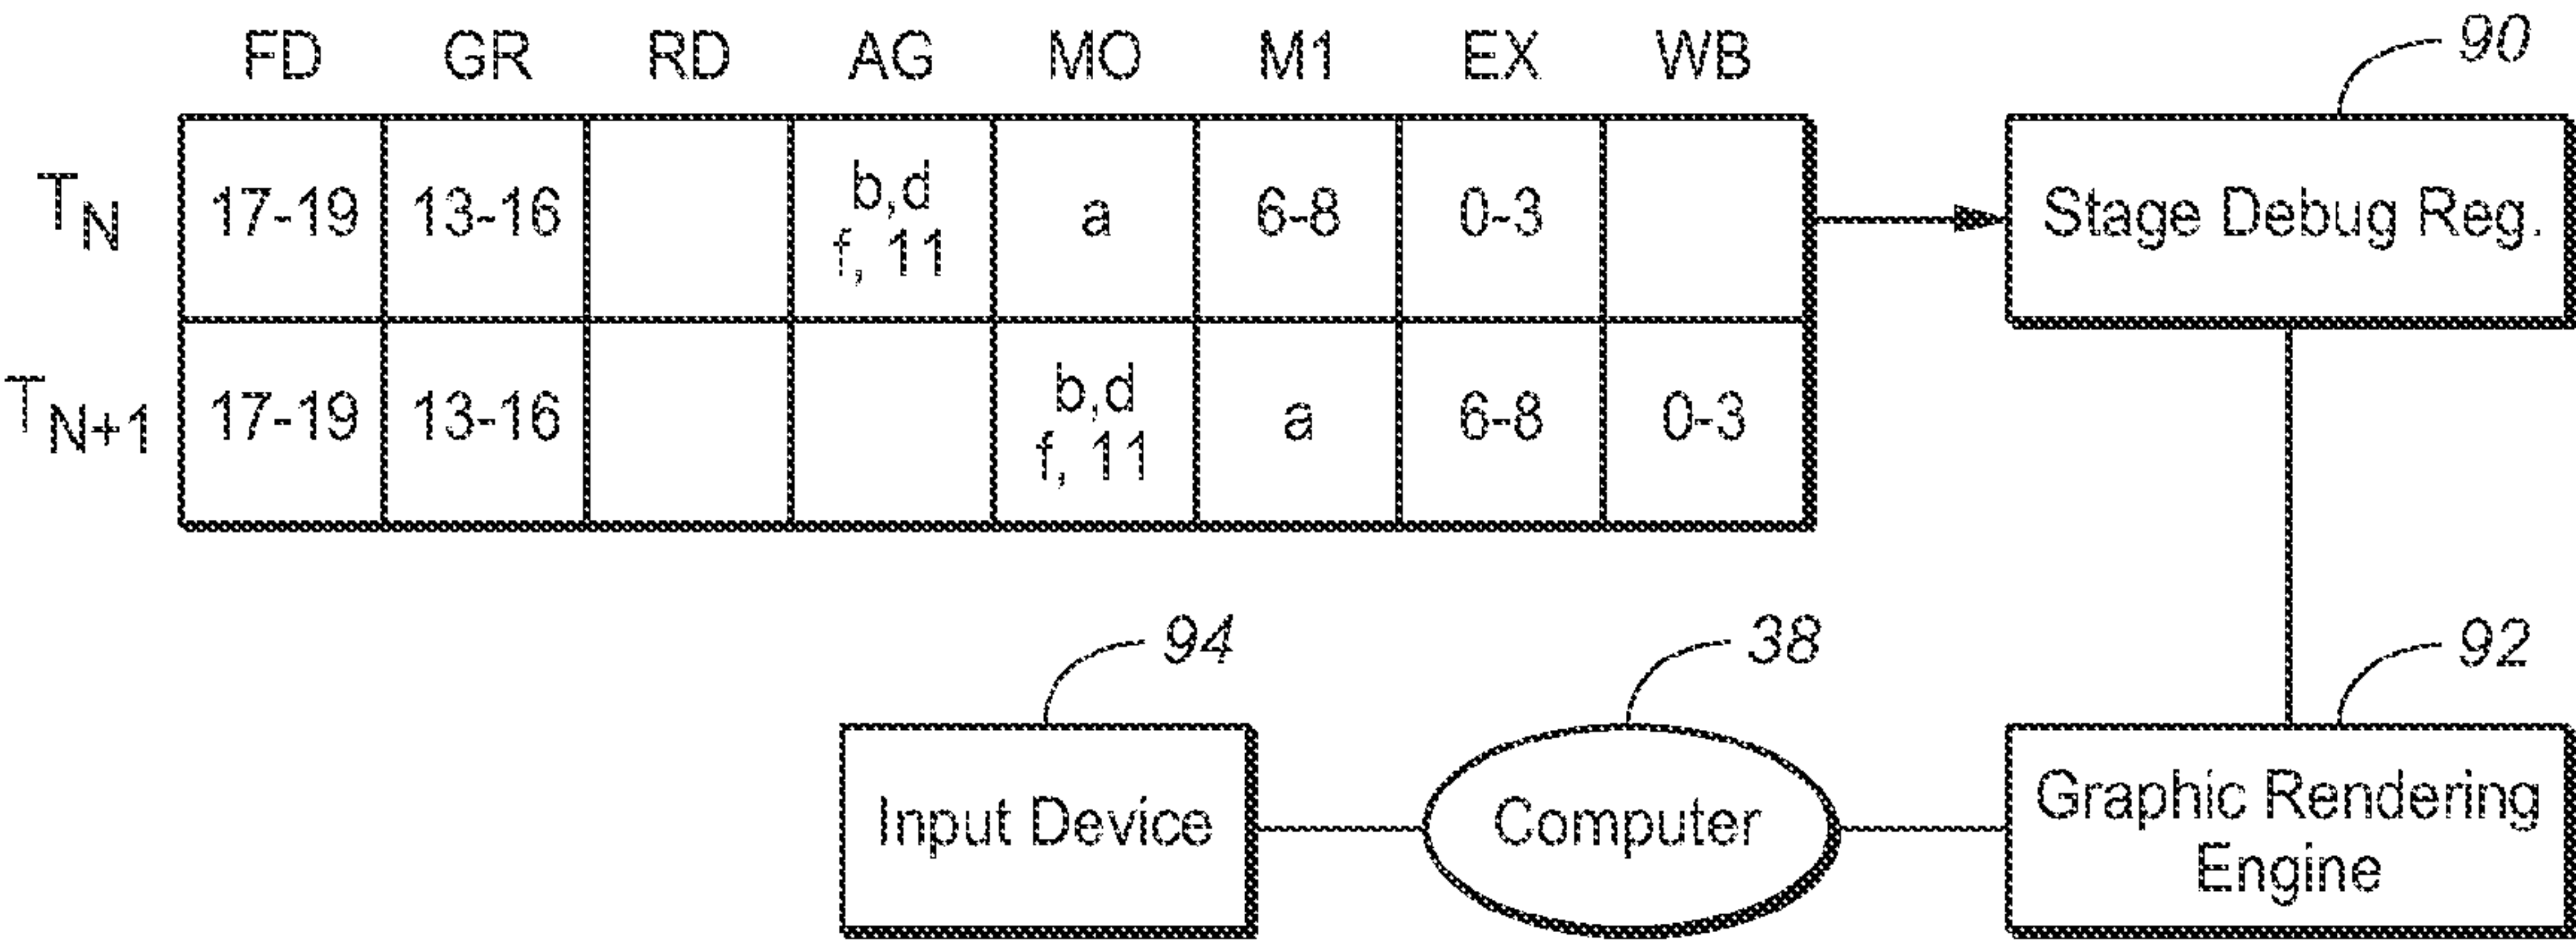 FD GR RD AG MO M1 EX WB
90
TN 17-19 13-16 b,d a 6-8 0-3 Stage Debug Reg.
f, 11
TN+1 17-19 13-16 b,d a 6-8 0-3
f, 11
94 38 92
Input Device Computer Graphic Rendering
Engine